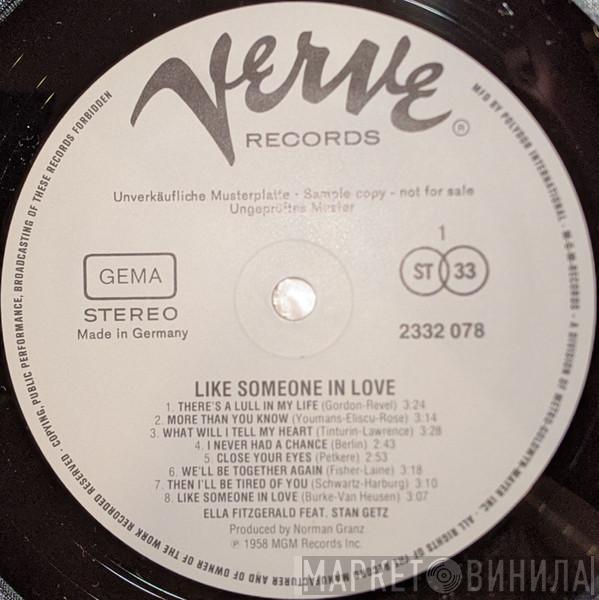 Verve
RECORDS
®
Unverkäufliche Musterplatte · Sample copy - not for sale
Ungeprüftes Muster
GEMA
STEREO
Made in Germany
1
ST 33
2332 078
LIKE SOMEONE IN LOVE
1. THERE'S A LULL IN MY LIFE (Gordon-Revel) 3:24
2. MORE THAN YOU KNOW (Youmans-Eliscu-Rose) 3:14
3. WHAT WILL I TELL MY HEART (Tinturin-Lawrence) 3:28
4. I NEVER HAD A CHANCE (Berlin) 2:43
5. CLOSE YOUR EYES (Petkere) 2:53
6. WE'LL BE TOGETHER AGAIN (Fisher-Laine) 3:18
7. THEN I'LL BE TIRED OF YOU (Schwartz-Harburg) 3:10
8. LIKE SOMEONE IN LOVE (Burke-Van Heusen) 3:07
ELLA FITZGERALD FEAT. STAN GETZ
Produced by Norman Granz
℗ 1958 MGM Records Inc.
MFD BY POLYDOR INTERNATIONAL · M-G-M-RECORDS - A DIVISION OF METRO-GOLDWYN-MAYER INC. · ALL RIGHTS OF THE MANUFACTURER AND OF OWNER OF THE WORK RECORDED RESERVED · COPYING, PUBLIC PERFORMANCE, BROADCASTING OF THESE RECORDS FORBIDDEN
МАРКЕТ ВИНИЛА